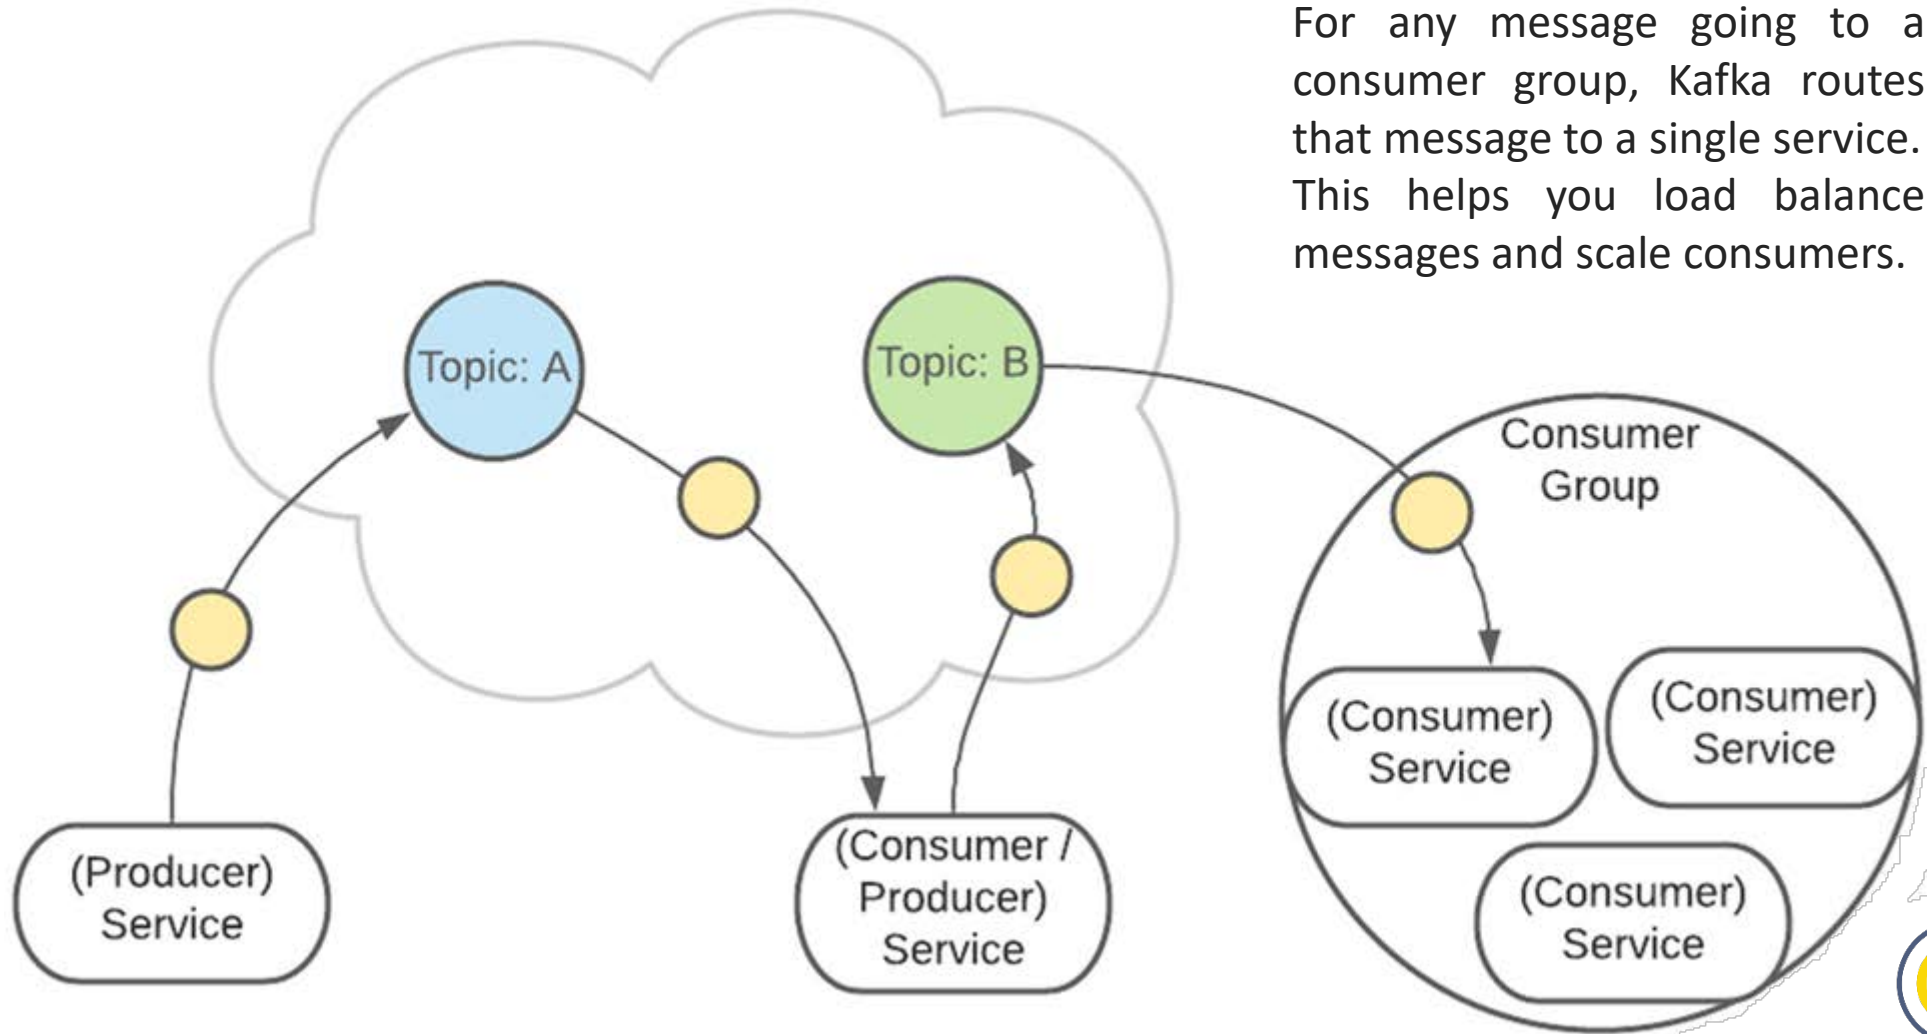 For any message going to a
consumer group, Kafka routes
that message to a single service.
This helps you load balance
messages and scale consumers.
Topic: A
Topic: B
Consumer
Group
(Consumer)
Service
(Consumer)
Service
(Consumer)
Service
(Producer)
Service
(Consumer /
Producer)
Service